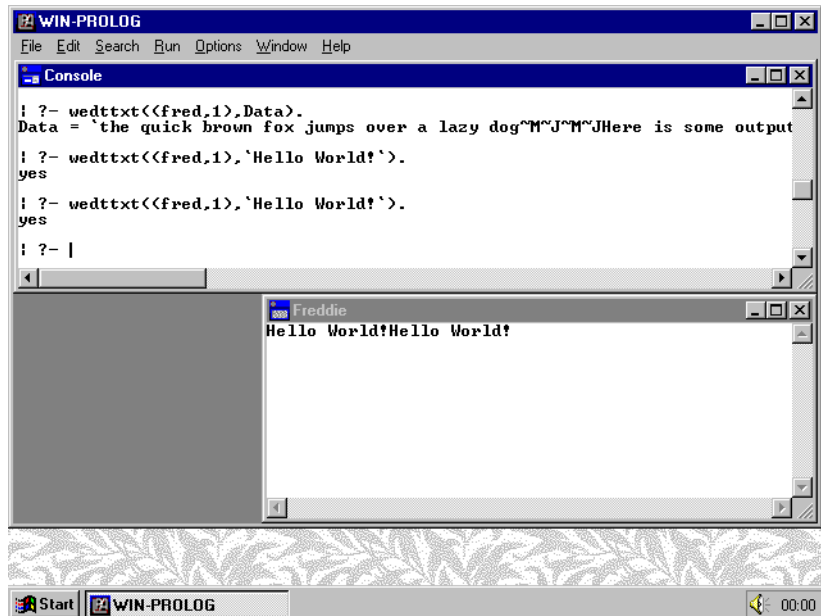 WIN-PROLOG
File Edit Search Run Options Window Help
Console
| ?- wedttxt((fred,1),Data).
Data = `the quick brown fox jumps over a lazy dog~M~J~M~JHere is some output
| ?- wedttxt((fred,1),`Hello World!`).
yes
| ?- wedttxt((fred,1),`Hello World!`).
yes
| ?-
Freddie
Hello World!Hello World!
Start WIN-PROLOG 00:00